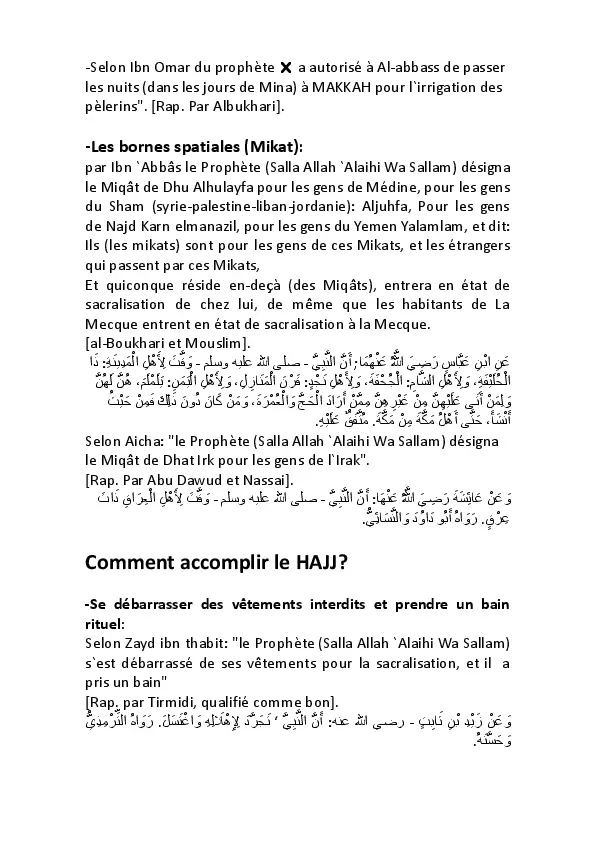 -Selon Ibn Omar du prophète ❌ a autorisé à Al-abbass de passer
les nuits (dans les jours de Mina) à MAKKAH pour l`irrigation des
pèlerins". [Rap. Par Albukhari].
-Les bornes spatiales (Mikat):
par Ibn `Abbâs le Prophète (Salla Allah `Alaihi Wa Sallam) désigna
le Miqât de Dhu Alhulayfa pour les gens de Médine, pour les gens
du Sham (syrie-palestine-liban-jordanie): Aljuhfa, Pour les gens
de Najd Karn elmanazil, pour les gens du Yemen Yalamlam, et dit:
Ils (les mikats) sont pour les gens de ces Mikats, et les étrangers
qui passent par ces Mikats,
Et quiconque réside en-deçà (des Miqâts), entrera en état de
sacralisation de chez lui, de même que les habitants de La
Mecque entrent en état de sacralisation à la Mecque.
[al-Boukhari et Mouslim].
عَنِ ابْنِ عَبَّاسٍ رَضِيَ اللَّهُ عَنْهُمَا; أَنَّ النَّبِيَّ - صلى الله عليه وسلم - وَقَّتَ لِأَهْلِ الْمَدِينَةِ: ذَا
الْحُلَيْفَةِ، وَلِأَهْلِ الشَّامِ: الْجُحْفَةَ، وَلِأَهْلِ نَجْدٍ: قَرْنَ الْمَنَازِلِ، وَلِأَهْلِ الْيَمَنِ: يَلَمْلَمَ، هُنَّ لَهُنَّ
وَلِمَنْ أَتَى عَلَيْهِنَّ مِنْ غَيْرِهِنَّ مِمَّنْ أَرَادَ الْحَجَّ وَالْعُمْرَةَ، وَمَنْ كَانَ دُونَ ذَلِكَ فَمِنْ حَيْثُ
أَنْشَأَ، حَتَّى أَهْلُ مَكَّةَ مِنْ مَكَّةَ. مُتَّفَقٌ عَلَيْهِ.
Selon Aicha: "le Prophète (Salla Allah `Alaihi Wa Sallam) désigna
le Miqât de Dhat Irk pour les gens de l`Irak".
[Rap. Par Abu Dawud et Nassai].
وَعَنْ عَائِشَةَ رَضِيَ اللَّهُ عَنْهَا: أَنَّ النَّبِيَّ - صلى الله عليه وسلم - وَقَّتَ لِأَهْلِ الْعِرَاقِ ذَاتَ
عِرْقٍ. رَوَاهُ أَبُو دَاوُدَ وَالنَّسَائِيُّ.
Comment accomplir le HAJJ?
-Se débarrasser des vêtements interdits et prendre un bain
rituel:
Selon Zayd ibn thabit: "le Prophète (Salla Allah `Alaihi Wa Sallam)
s`est débarrassé de ses vêtements pour la sacralisation, et il a
pris un bain"
[Rap. par Tirmidi, qualifié comme bon].
وَعَنْ زَيْدِ بْنِ ثَابِتٍ - رضي الله عنه: أَنَّ النَّبِيَّ ‘ تَجَرَّدَ لِإِهْلَالِهِ وَاغْتَسَلَ. رَوَاهُ التِّرْمِذِيُّ
وَحَسَّنَهُ.